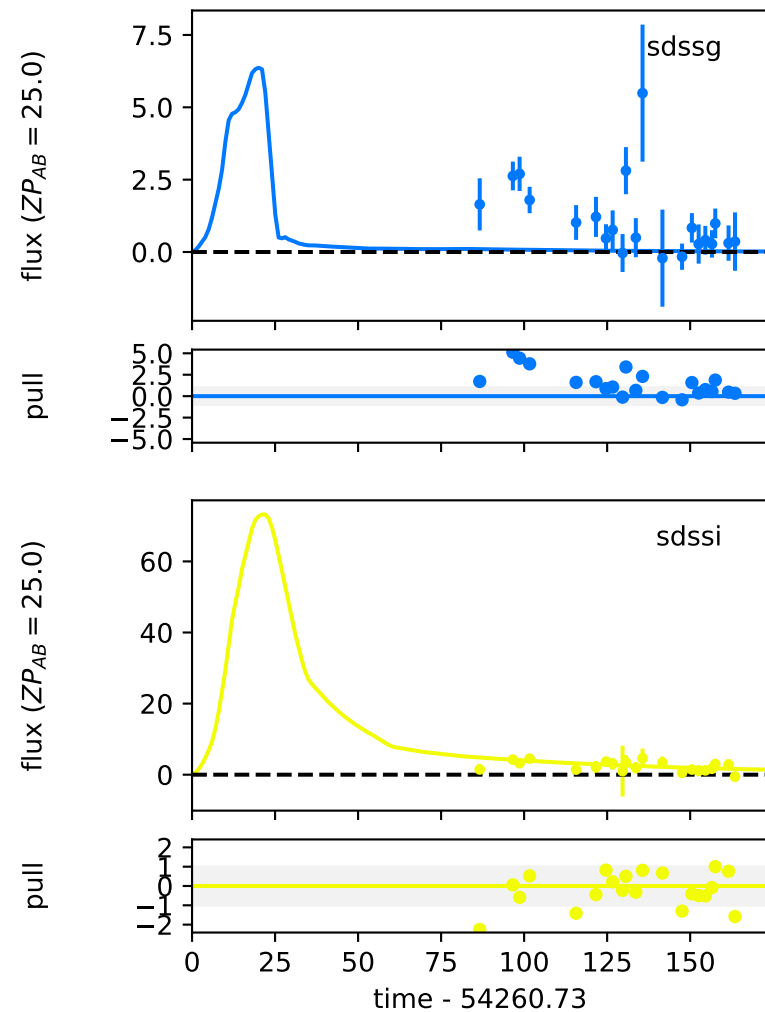 flux (ZP_AB = 25.0)
7.5
5.0
2.5
0.0
sdssg
pull
5.0
2.5
0.0
−2.5
−5.0
flux (ZP_AB = 25.0)
60
40
20
0
sdssi
pull
2
1
0
−1
−2
0 25 50 75 100 125 150
time - 54260.73